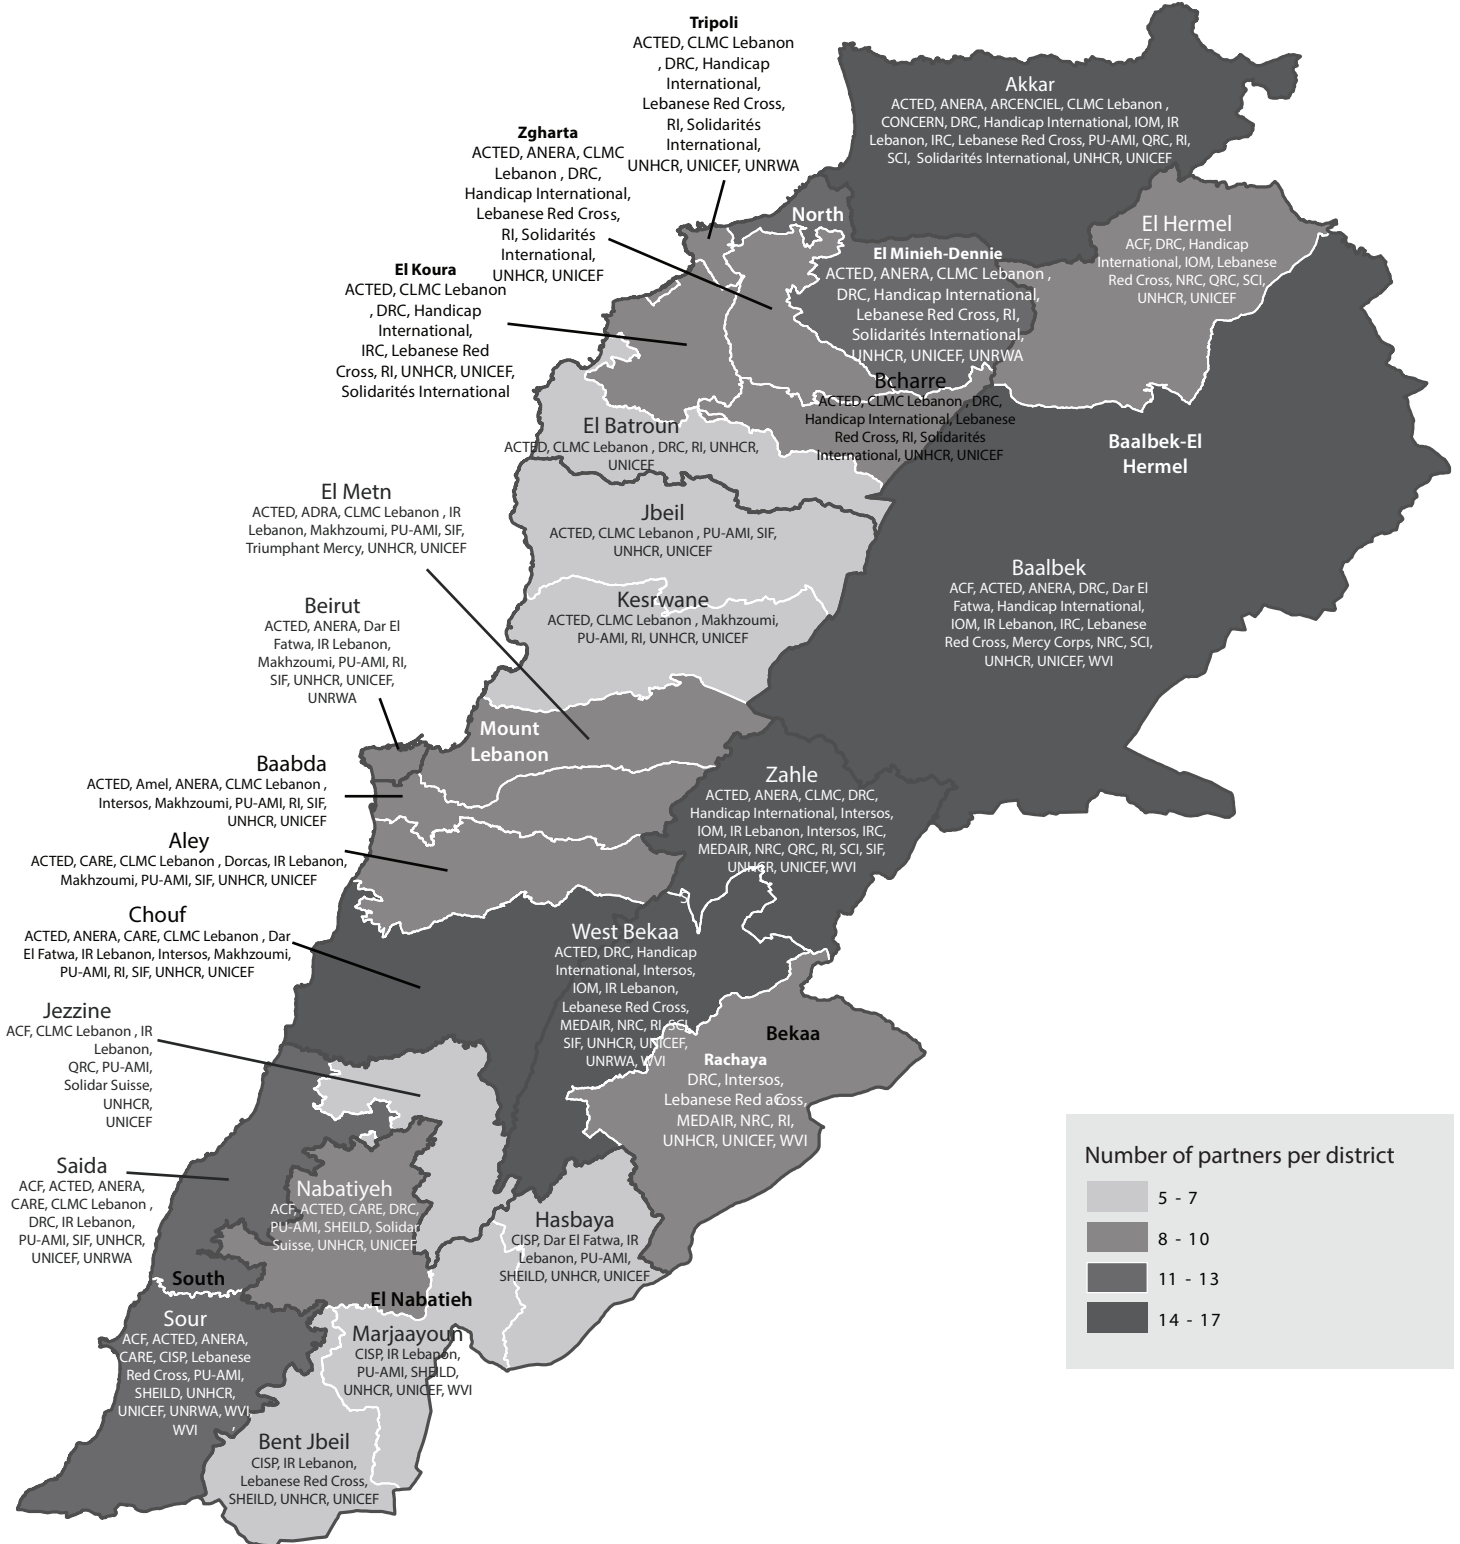 Tripoli
ACTED, CLMC Lebanon
, DRC, Handicap
International,
Lebanese Red Cross,
RI, Solidarités
International,
UNHCR, UNICEF, UNRWA
Akkar
ACTED, ANERA, ARCENCIEL, CLMC Lebanon ,
CONCERN, DRC, Handicap International, IOM, IR
Lebanon, IRC, Lebanese Red Cross, PU-AMI, QRC, RI,
SCI, Solidarités International, UNHCR, UNICEF
Zgharta
ACTED, ANERA, CLMC
Lebanon , DRC,
Handicap International,
Lebanese Red Cross,
RI, Solidarités
International,
UNHCR, UNICEF
North
El Hermel
ACF, DRC, Handicap
International, IOM, Lebanese
Red Cross, NRC, QRC, SCI,
UNHCR, UNICEF
El Minieh-Dennie
ACTED, ANERA, CLMC Lebanon ,
DRC, Handicap International,
Lebanese Red Cross, RI,
Solidarités International,
UNHCR, UNICEF, UNRWA
El Koura
ACTED, CLMC Lebanon
, DRC, Handicap
International,
IRC, Lebanese Red
Cross, RI, UNHCR, UNICEF,
Solidarités International
Bcharre
ACTED, CLMC Lebanon , DRC,
Handicap International, Lebanese
Red Cross, RI, Solidarités
International, UNHCR, UNICEF
El Batroun
ACTED, CLMC Lebanon , DRC, RI, UNHCR,
UNICEF
Baalbek-El
Hermel
El Metn
ACTED, ADRA, CLMC Lebanon , IR
Lebanon, Makhzoumi, PU-AMI, SIF,
Triumphant Mercy, UNHCR, UNICEF
Jbeil
ACTED, CLMC Lebanon , PU-AMI, SIF,
UNHCR, UNICEF
Baalbek
ACF, ACTED, ANERA, DRC, Dar El
Fatwa, Handicap International,
IOM, IR Lebanon, IRC, Lebanese
Red Cross, Mercy Corps, NRC, SCI,
UNHCR, UNICEF, WVI
Kesrwane
ACTED, CLMC Lebanon , Makhzoumi,
PU-AMI, RI, UNHCR, UNICEF
Beirut
ACTED, ANERA, Dar El
Fatwa, IR Lebanon,
Makhzoumi, PU-AMI, RI,
SIF, UNHCR, UNICEF,
UNRWA
Mount
Lebanon
Baabda
ACTED, Amel, ANERA, CLMC Lebanon ,
Intersos, Makhzoumi, PU-AMI, RI, SIF,
UNHCR, UNICEF
Zahle
ACTED, ANERA, CLMC, DRC,
Handicap International, Intersos,
IOM, IR Lebanon, Intersos, IRC,
MEDAIR, NRC, QRC, RI, SCI, SIF,
UNHCR, UNICEF, WVI
Aley
ACTED, CARE, CLMC Lebanon , Dorcas, IR Lebanon,
Makhzoumi, PU-AMI, SIF, UNHCR, UNICEF
Chouf
ACTED, ANERA, CARE, CLMC Lebanon , Dar
El Fatwa, IR Lebanon, Intersos, Makhzoumi,
PU-AMI, RI, SIF, UNHCR, UNICEF
West Bekaa
ACTED, DRC, Handicap
International, Intersos,
IOM, IR Lebanon,
Lebanese Red Cross,
MEDAIR, NRC, RI, SCI,
SIF, UNHCR, UNICEF,
UNRWA, WVI
Jezzine
ACF, CLMC Lebanon , IR
Lebanon,
QRC, PU-AMI,
Solidar Suisse,
UNHCR,
UNICEF
Bekaa
Rachaya
DRC, Intersos,
Lebanese Red
MEDAIR, NRC, RI,
UNHCR, UNICEF, WVI
Saida
ACF, ACTED, ANERA,
CARE, CLMC Lebanon ,
DRC, IR Lebanon,
PU-AMI, SIF, UNHCR,
UNICEF, UNRWA
Nabatiyeh
ACF, ACTED, CARE, DRC,
PU-AMI, SHEILD, Solidar
Suisse, UNHCR, UNICEF
Hasbaya
CISP, Dar El Fatwa, IR
Lebanon, PU-AMI,
SHEILD, UNHCR, UNICEF
South
El Nabatieh
Sour
ACF, ACTED, ANERA,
CARE, CISP, Lebanese
Red Cross, PU-AMI,
SHEILD, UNHCR,
UNICEF, UNRWA, WVI,
WVI ,
Marjaayoun
CISP, IR Lebanon,
PU-AMI, SHEILD,
UNHCR, UNICEF, WVI
Bent Jbeil
CISP, IR Lebanon,
Lebanese Red Cross,
SHEILD, UNHCR, UNICEF
Number of partners per district
5 - 7
8 - 10
11 - 13
14 - 17